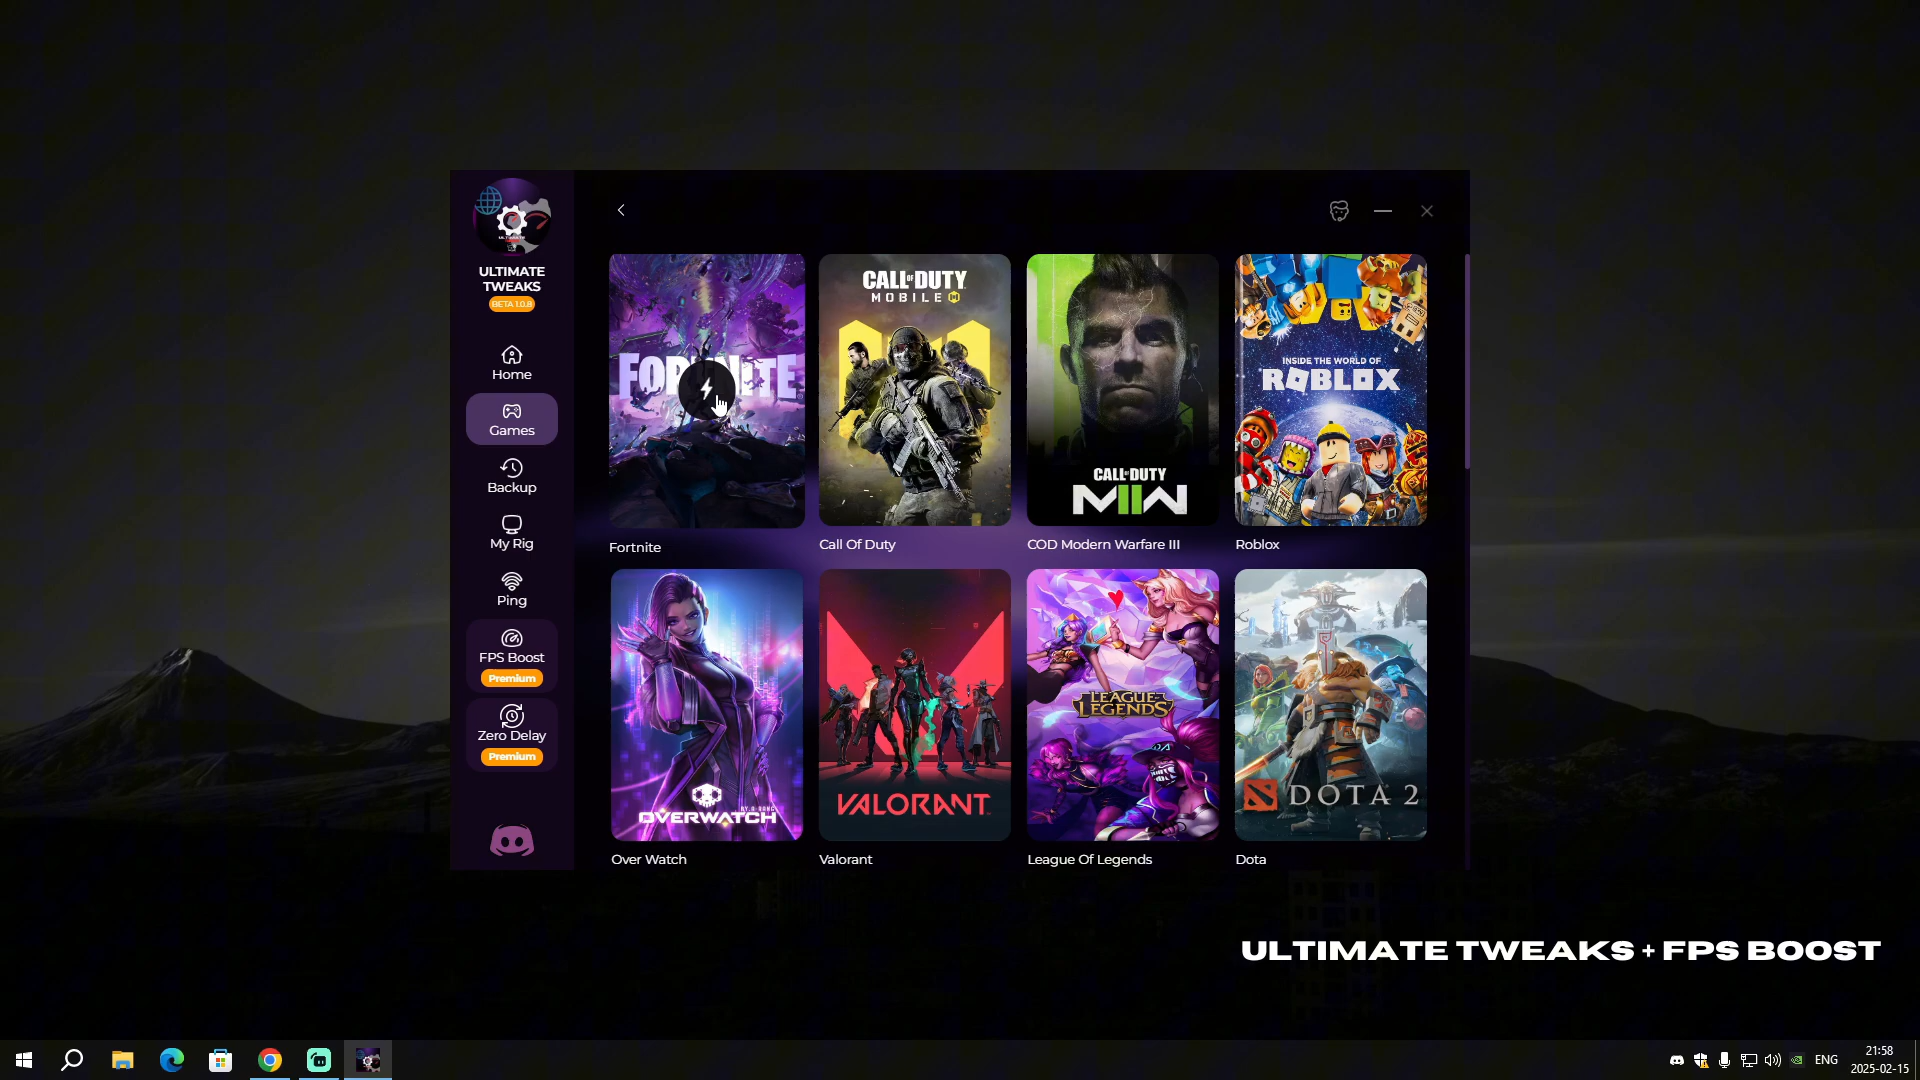 ULTIMATE
TWEAKS
BETA 1.0.8
Home
Games
Backup
My Rig
Ping
FPS Boost
Premium
Zero Delay
Premium
FORTNITE
Fortnite
CALL OF DUTY
MOBILE
Call Of Duty
CALL OF DUTY
MWII
COD Modern Warfare III
INSIDE THE WORLD OF
ROBLOX
Roblox
OVERWATCH
Over Watch
VALORANT
Valorant
LEAGUE OF
LEGENDS
League Of Legends
DOTA 2
Dota
ULTIMATE TWEAKS + FPS BOOST
ENG
21:58
2025-02-15